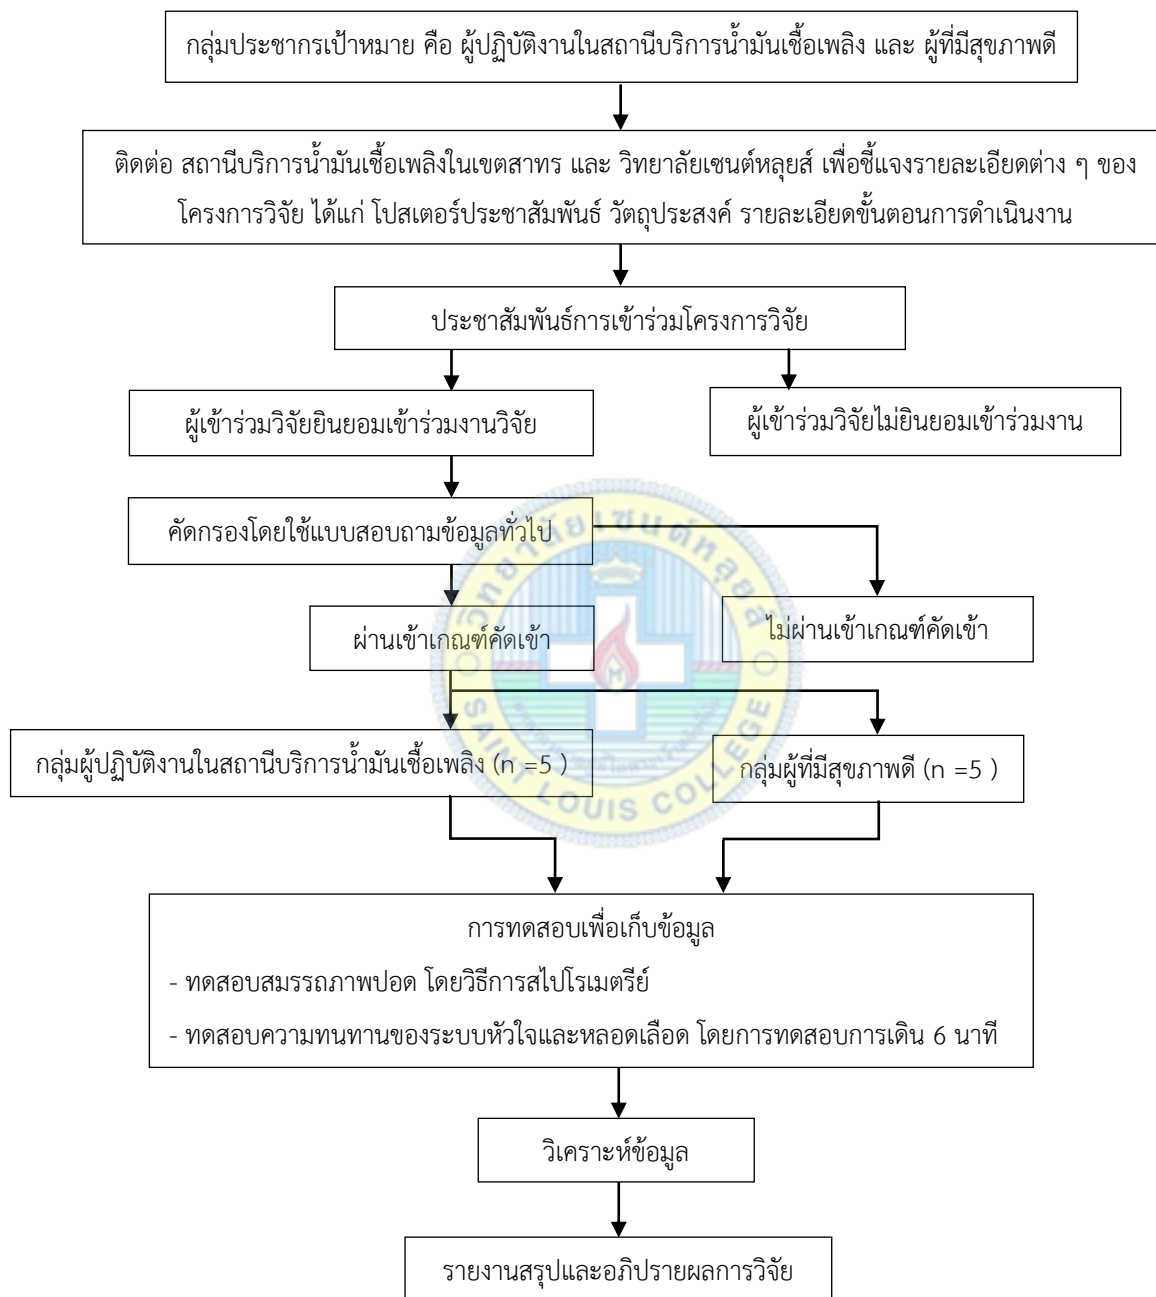 กลุ่มประชากรเป้าหมาย คือ ผู้ปฏิบัติงานในสถานีบริการน้ำมันเชื้อเพลิง และ ผู้ที่มีสุขภาพดี
ติดต่อ สถานีบริการน้ำมันเชื้อเพลิงในเขตสาทร และ วิทยาลัยเซนต์หลุยส์ เพื่อชี้แจงรายละเอียดต่าง ๆ ของ
โครงการวิจัย ได้แก่ โปสเตอร์ประชาสัมพันธ์ วัตถุประสงค์ รายละเอียดขั้นตอนการดำเนินงาน
ประชาสัมพันธ์การเข้าร่วมโครงการวิจัย
ผู้เข้าร่วมวิจัยยินยอมเข้าร่วมงานวิจัย
ผู้เข้าร่วมวิจัยไม่ยินยอมเข้าร่วมงาน
คัดกรองโดยใช้แบบสอบถามข้อมูลทั่วไป
ผ่านเข้าเกณฑ์คัดเข้า
ไม่ผ่านเข้าเกณฑ์คัดเข้า
วิทยาลัยเซนต์หลุยส์
M
SAINT LOUIS COLLEGE
กลุ่มผู้ปฏิบัติงานในสถานีบริการน้ำมันเชื้อเพลิง (n =5 )
กลุ่มผู้ที่มีสุขภาพดี (n =5 )
การทดสอบเพื่อเก็บข้อมูล
- ทดสอบสมรรถภาพปอด โดยวิธีการสไปโรเมตรีย์
- ทดสอบความทนทานของระบบหัวใจและหลอดเลือด โดยการทดสอบการเดิน 6 นาที
วิเคราะห์ข้อมูล
รายงานสรุปและอภิปรายผลการวิจัย